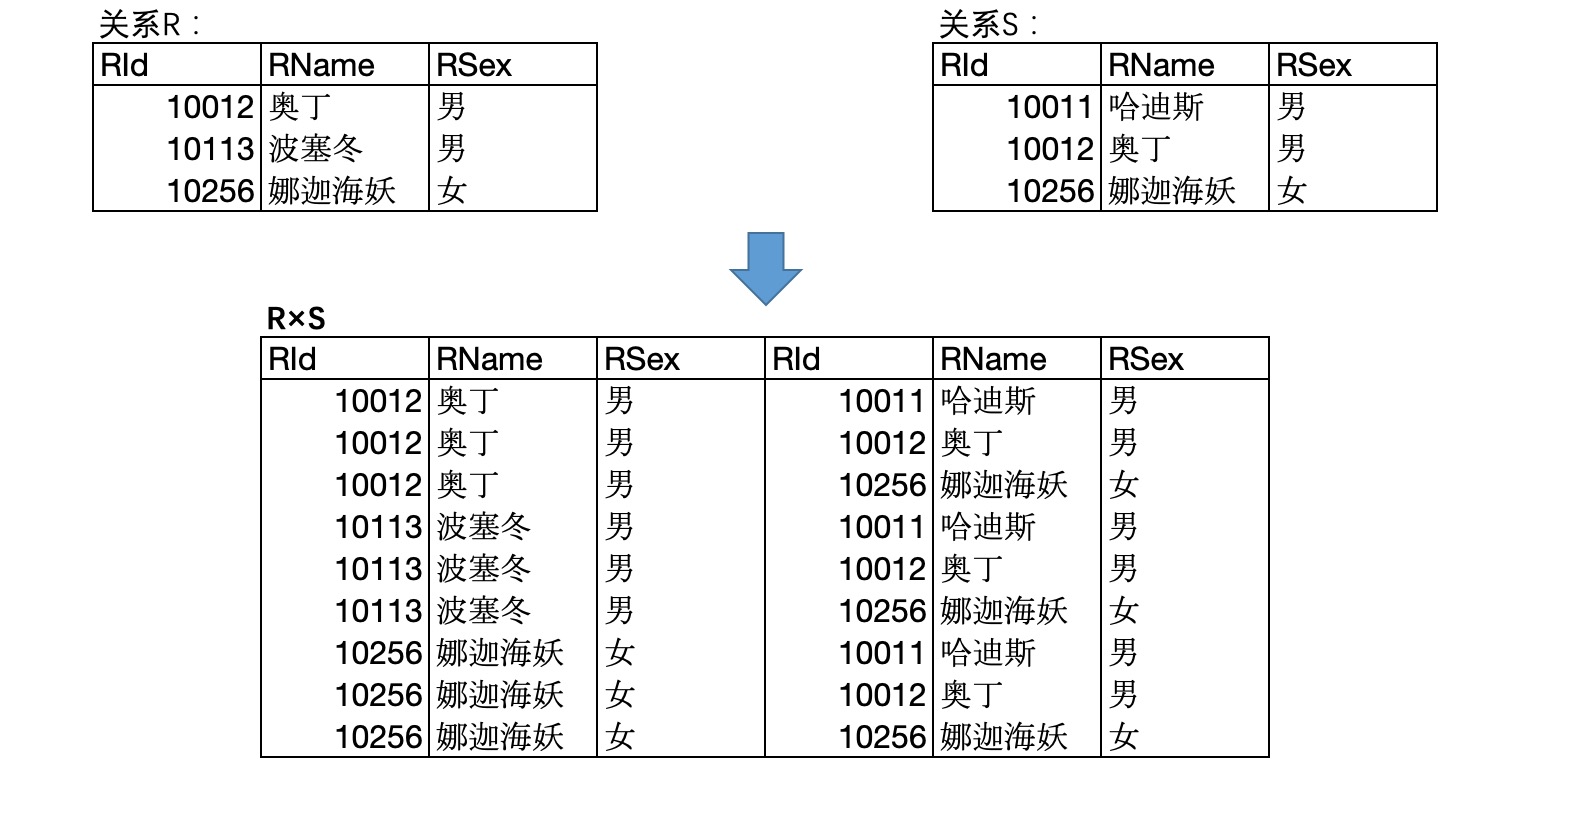 关系R：
RId RName RSex
10012 奥丁 男
10113 波塞冬 男
10256 娜迦海妖 女
关系S：
RId RName RSex
10011 哈迪斯 男
10012 奥丁 男
10256 娜迦海妖 女
R×S
RId RName RSex RId RName RSex
10012 奥丁 男 10011 哈迪斯 男
10012 奥丁 男 10012 奥丁 男
10012 奥丁 男 10256 娜迦海妖 女
10113 波塞冬 男 10011 哈迪斯 男
10113 波塞冬 男 10012 奥丁 男
10113 波塞冬 男 10256 娜迦海妖 女
10256 娜迦海妖 女 10011 哈迪斯 男
10256 娜迦海妖 女 10012 奥丁 男
10256 娜迦海妖 女 10256 娜迦海妖 女